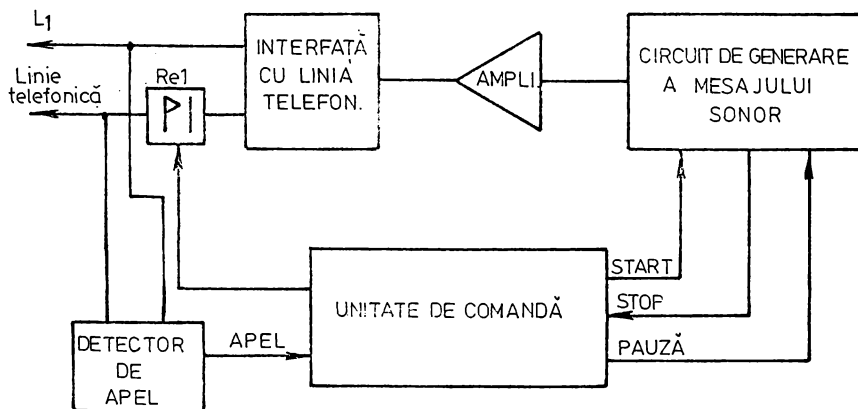 L1
Linie
telefonică
Re1
INTERFAȚĂ
CU LINIA
TELEFON.
AMPLI.
CIRCUIT DE GENERARE
A MESAJULUI
SONOR
START
UNITATE DE COMANDĂ
STOP
PAUZĂ
APEL
DETECTOR
DE
APEL